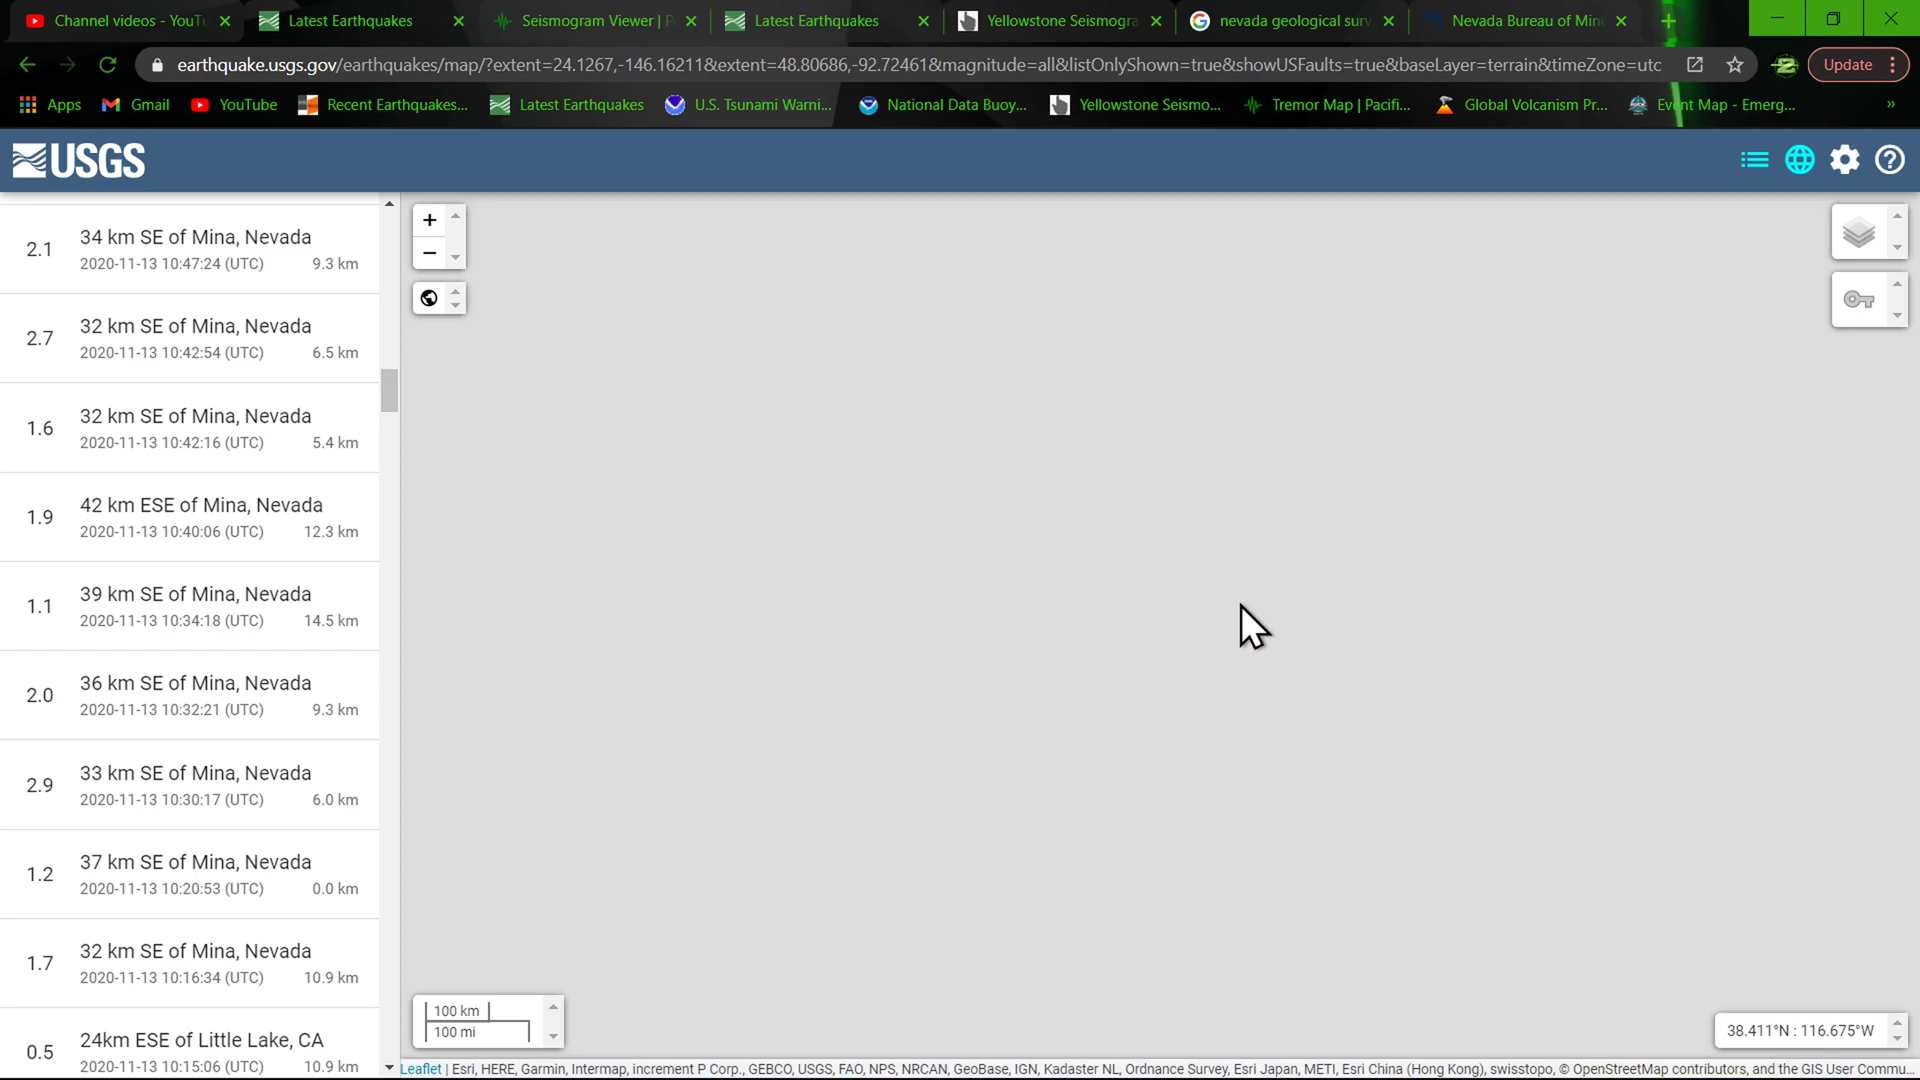 Channel videos - YouTu
Latest Earthquakes
Seismogram Viewer | P
Latest Earthquakes
Yellowstone Seismogra
nevada geological surv
Nevada Bureau of Min
earthquake.usgs.gov/earthquakes/map/?extent=24.1267,-146.16211&extent=48.80686,-92.72461&magnitude=all&listOnlyShown=true&showUSFaults=true&baseLayer=terrain&timeZone=utc
Update
Apps
Gmail
YouTube
Recent Earthquakes...
Latest Earthquakes
U.S. Tsunami Warni...
National Data Buoy...
Yellowstone Seismo...
Tremor Map | Pacifi...
Global Volcanism Pr...
Event Map - Emerg...
»
USGS
2.1
34 km SE of Mina, Nevada
2020-11-13 10:47:24 (UTC) 9.3 km
2.7
32 km SE of Mina, Nevada
2020-11-13 10:42:54 (UTC) 6.5 km
1.6
32 km SE of Mina, Nevada
2020-11-13 10:42:16 (UTC) 5.4 km
1.9
42 km ESE of Mina, Nevada
2020-11-13 10:40:06 (UTC) 12.3 km
1.1
39 km SE of Mina, Nevada
2020-11-13 10:34:18 (UTC) 14.5 km
2.0
36 km SE of Mina, Nevada
2020-11-13 10:32:21 (UTC) 9.3 km
2.9
33 km SE of Mina, Nevada
2020-11-13 10:30:17 (UTC) 6.0 km
1.2
37 km SE of Mina, Nevada
2020-11-13 10:20:53 (UTC) 0.0 km
1.7
32 km SE of Mina, Nevada
2020-11-13 10:16:34 (UTC) 10.9 km
0.5
24km ESE of Little Lake, CA
2020-11-13 10:15:06 (UTC) 10.9 km
+
−
100 km
100 mi
38.411°N : 116.675°W
Leaflet | Esri, HERE, Garmin, Intermap, increment P Corp., GEBCO, USGS, FAO, NPS, NRCAN, GeoBase, IGN, Kadaster NL, Ordnance Survey, Esri Japan, METI, Esri China (Hong Kong), swisstopo, © OpenStreetMap contributors, and the GIS User Commu...